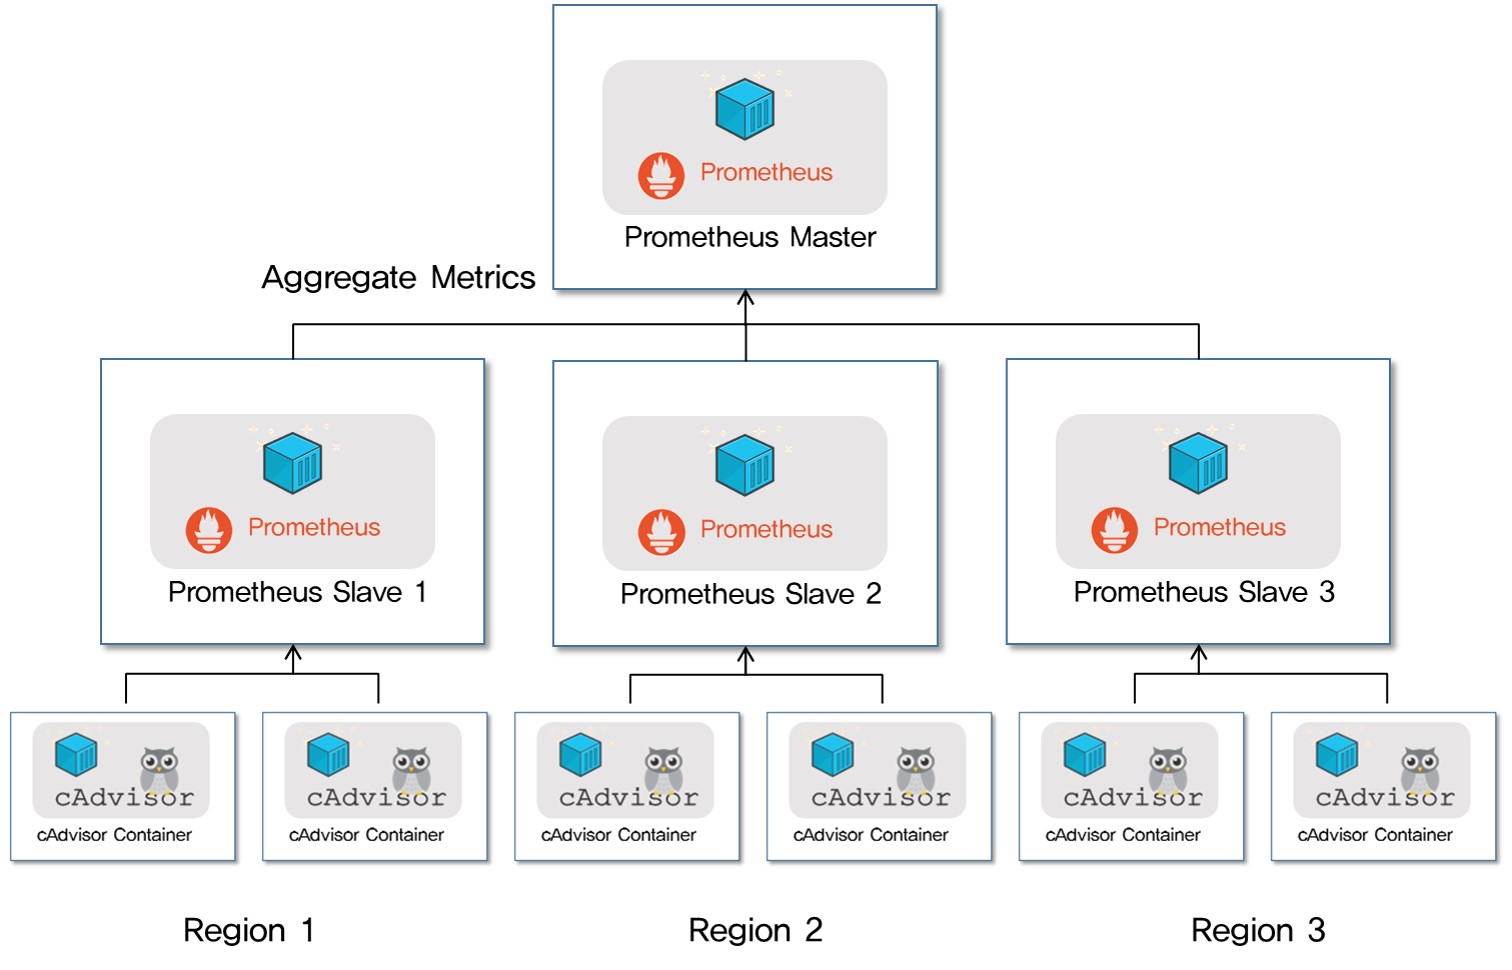 Prometheus
Prometheus Master
Aggregate Metrics
Prometheus
Prometheus Slave 1
Prometheus
Prometheus Slave 2
Prometheus
Prometheus Slave 3
cAdvisor
cAdvisor Container
cAdvisor
cAdvisor Container
cAdvisor
cAdvisor Container
cAdvisor
cAdvisor Container
cAdvisor
cAdvisor Container
cAdvisor
cAdvisor Container
Region 1
Region 2
Region 3